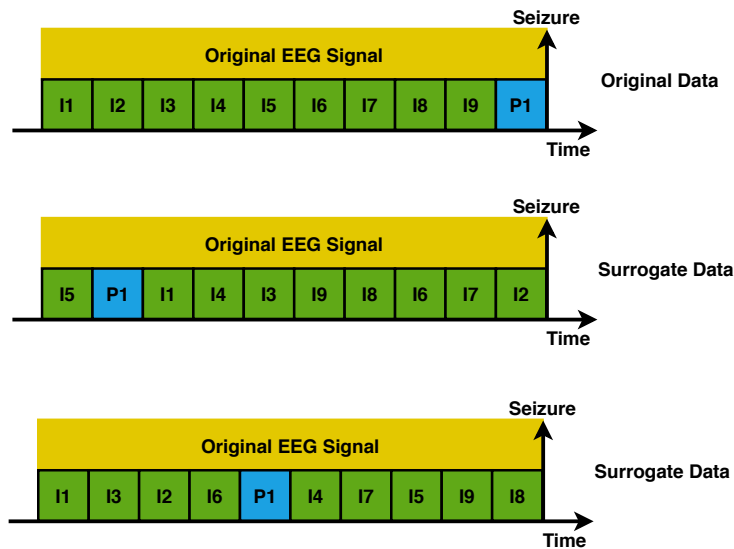 Seizure
Original EEG Signal
Original Data
I1 I2 I3 I4 I5 I6 I7 I8 I9 P1
Time
Seizure
Original EEG Signal
Surrogate Data
I5 P1 I1 I4 I3 I9 I8 I6 I7 I2
Time
Seizure
Original EEG Signal
Surrogate Data
I1 I3 I2 I6 P1 I4 I7 I5 I9 I8
Time